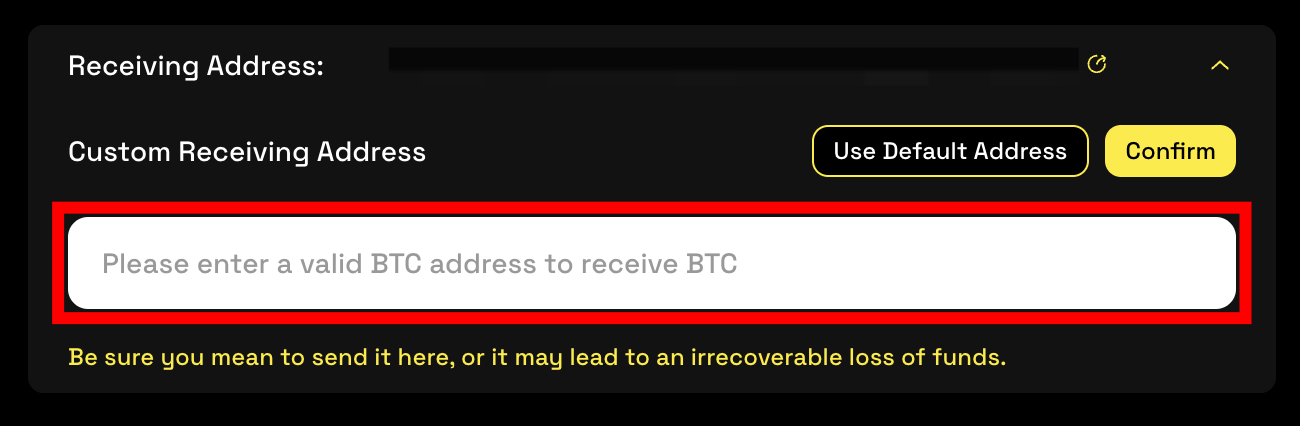 Receiving Address:
Custom Receiving Address
Use Default Address
Confirm
Please enter a valid BTC address to receive BTC
Be sure you mean to send it here, or it may lead to an irrecoverable loss of funds.